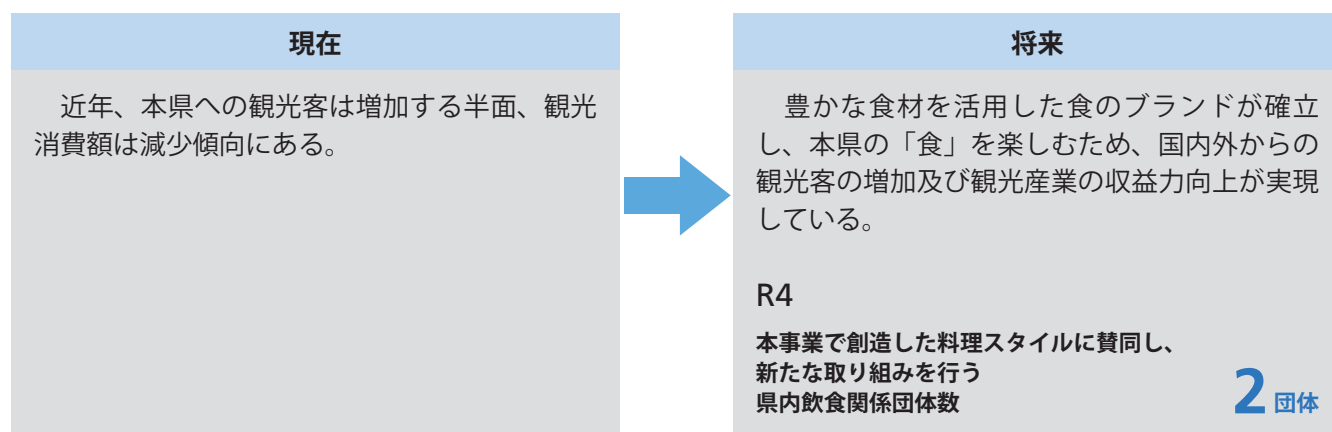 現在
近年、本県への観光客は増加する半面、観光
消費額は減少傾向にある。
将来
豊かな食材を活用した食のブランドが確立
し、本県の「食」を楽しむため、国内外からの
観光客の増加及び観光産業の収益力向上が実現
している。
R4
本事業で創造した料理スタイルに賛同し、
新たな取り組みを行う
県内飲食関係団体数
2団体